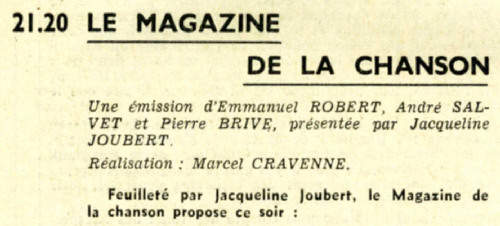 21.20 LE MAGAZINE
DE LA CHANSON
Une émission d'Emmanuel ROBERT, André SAL-
VET et Pierre BRIVE, présentée par Jacqueline
JOUBERT.
Réalisation : Marcel CRAVENNE.
Feuilleté par Jacqueline Joubert, le Magazine de
la chanson propose ce soir :